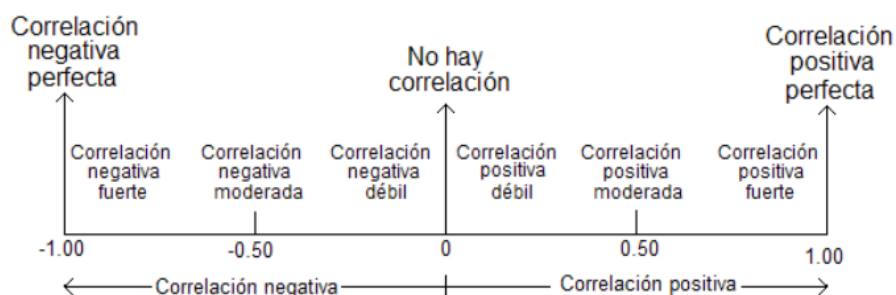 Correlación
negativa
perfecta
No hay
correlación
Correlación
positiva
perfecta
Correlación
negativa
fuerte
Correlación
negativa
moderada
Correlación
negativa
débil
Correlación
positiva
débil
Correlación
positiva
moderada
Correlación
positiva
fuerte
-1.00
-0.50
0
0.50
1.00
Correlación negativa
Correlación positiva